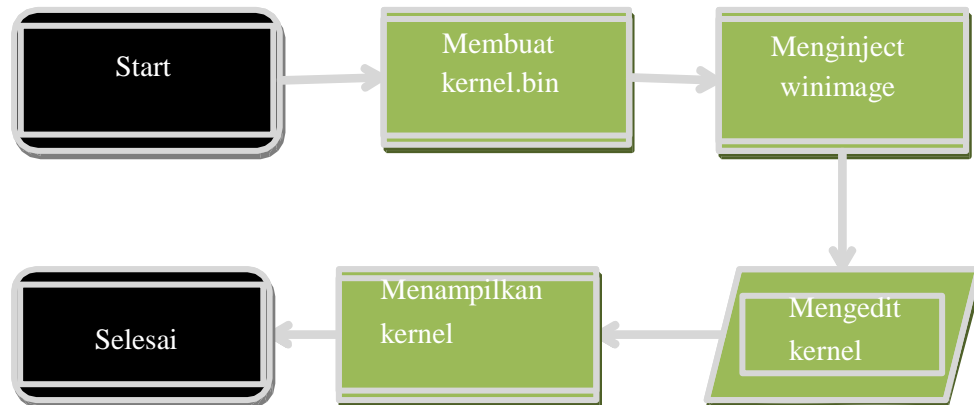 Start
Membuat
kernel.bin
Menginject
winimage
Mengedit
kernel
Menampilkan
kernel
Selesai